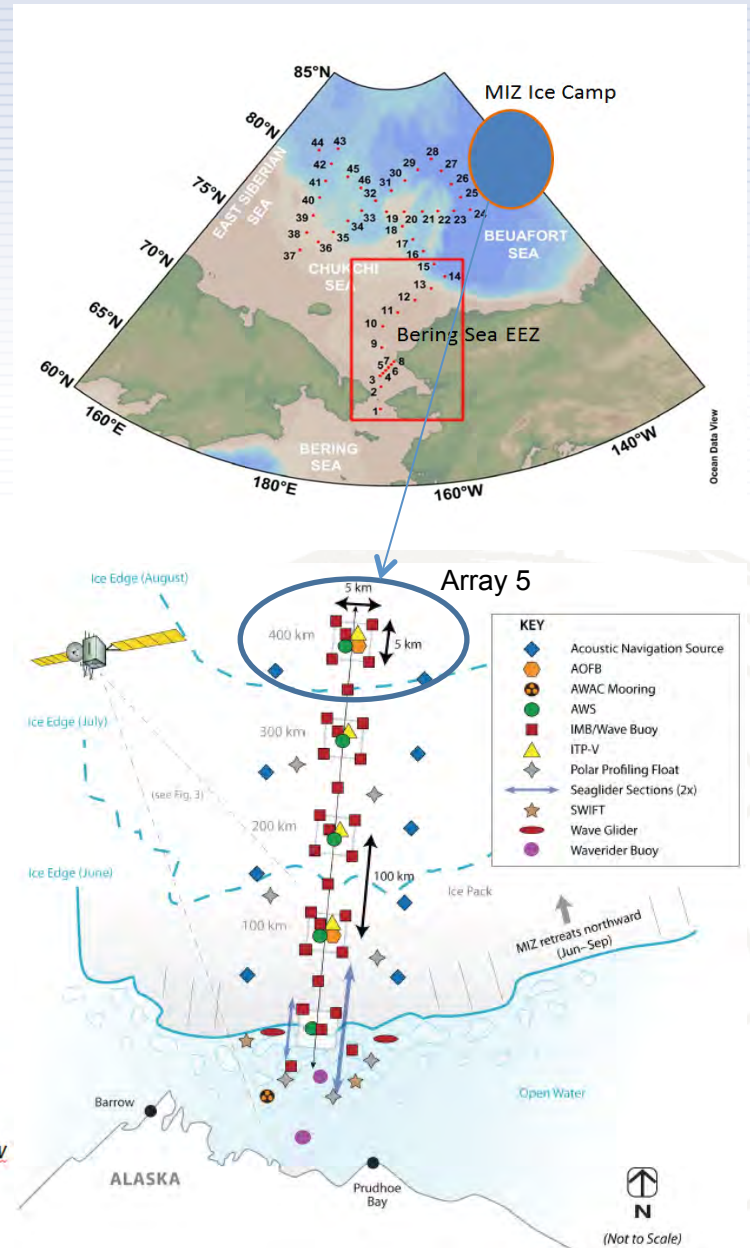 85°N
MIZ Ice Camp
80°N
44 43
42
45
41
46
40
32
31
30
29
28
27
26
25
24
39
33
19 20 21 22 23
38
34
18
35
17
37
36
16
75°N
EAST SIBERIAN
SEA
BEUAFORT
SEA
70°N
CHUKCHI
SEA
15
14
13
12
11
10
Bering Sea EEZ
9
7 8
5
6
3 4
2
1
65°N
60°N
160°E
BERING
SEA
180°E
160°W
140°W
Ocean Data View
Ice Edge (August)
Array 5
5 km
400 km
5 km
KEY
Acoustic Navigation Source
AOFB
AWAC Mooring
AWS
IMB/Wave Buoy
ITP-V
Polar Profiling Float
Seaglider Sections (2x)
SWIFT
Wave Glider
Waverider Buoy
Ice Edge (July)
300 km
(see Fig. 3)
200 km
100 km
Ice Edge (June)
Ice Pack
100 km
MIZ retreats northward
(Jun–Sep)
Open Water
Barrow
ALASKA
Prudhoe
Bay
N
(Not to Scale)